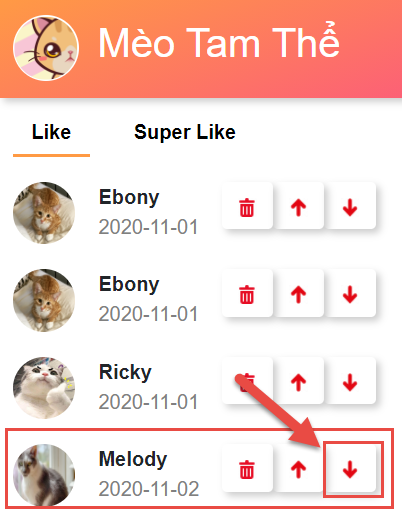 Mèo Tam Thể
Like Super Like
Ebony
2020-11-01
Ebony
2020-11-01
Ricky
2020-11-01
Melody
2020-11-02